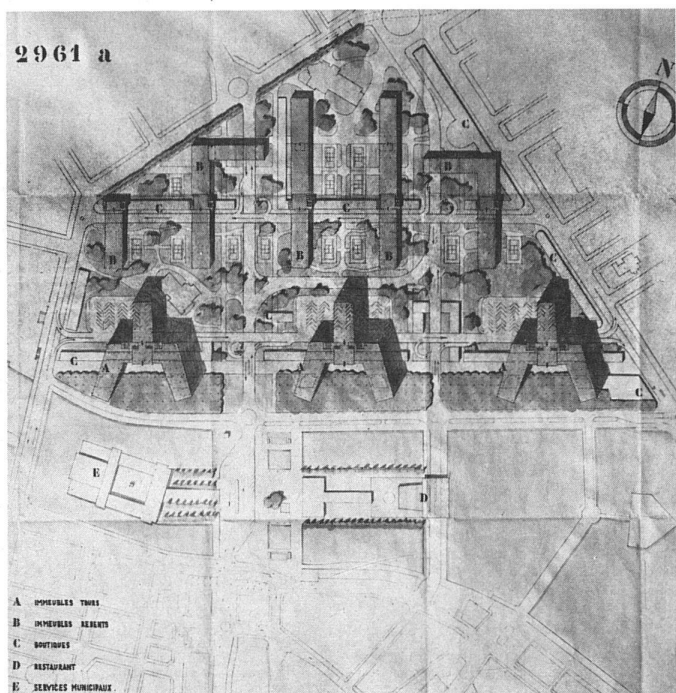 2961 a
N
C
B
B
C
C
B
B
B
C
C
C
A
A
A
C
E
D
A IMMEUBLES TOURS
B IMMEUBLES REDENTS
C BOUTIQUES
D RESTAURANT
E SERVICES MUNICIPAUX.